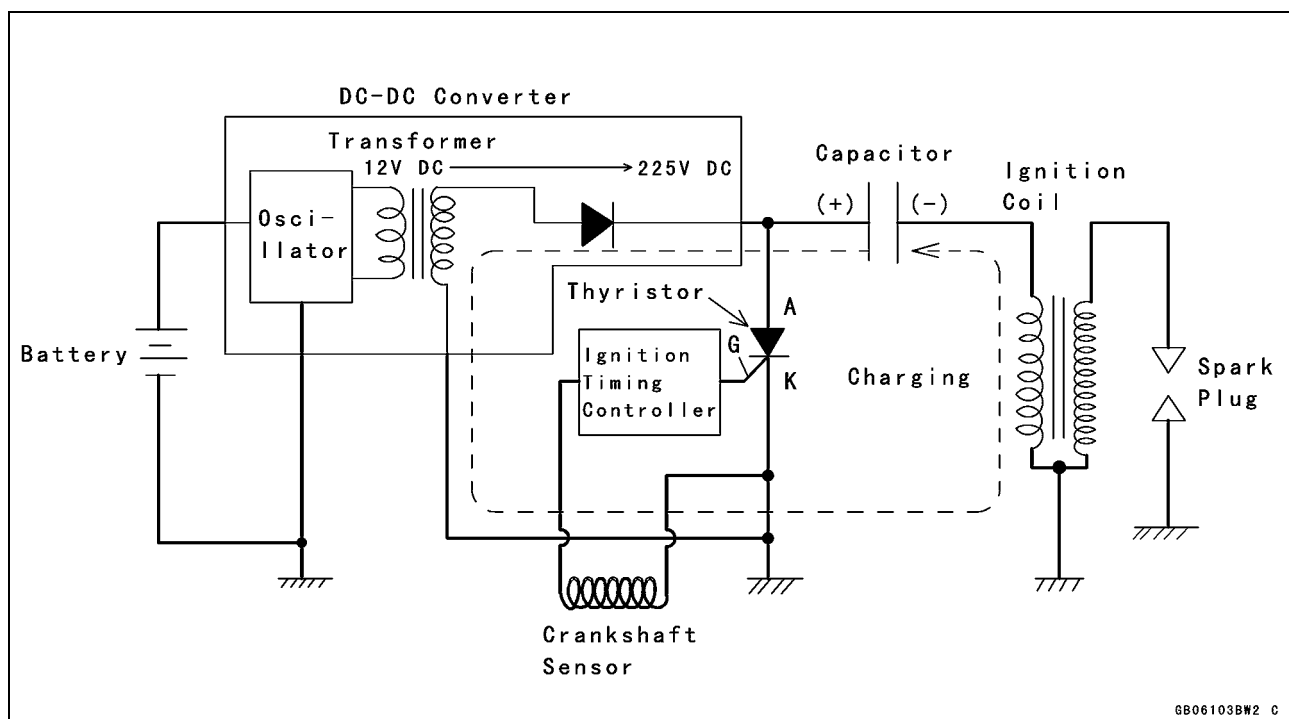 DC-DC Converter
Transformer
12V DC
225V DC
Capacitor
Ignition
Coil
Osci-
llator
(+)
(-)
Thyristor
A
G
K
Battery
Ignition
Timing
Controller
Charging
Spark
Plug
Crankshaft
Sensor
GB06103BW2 C